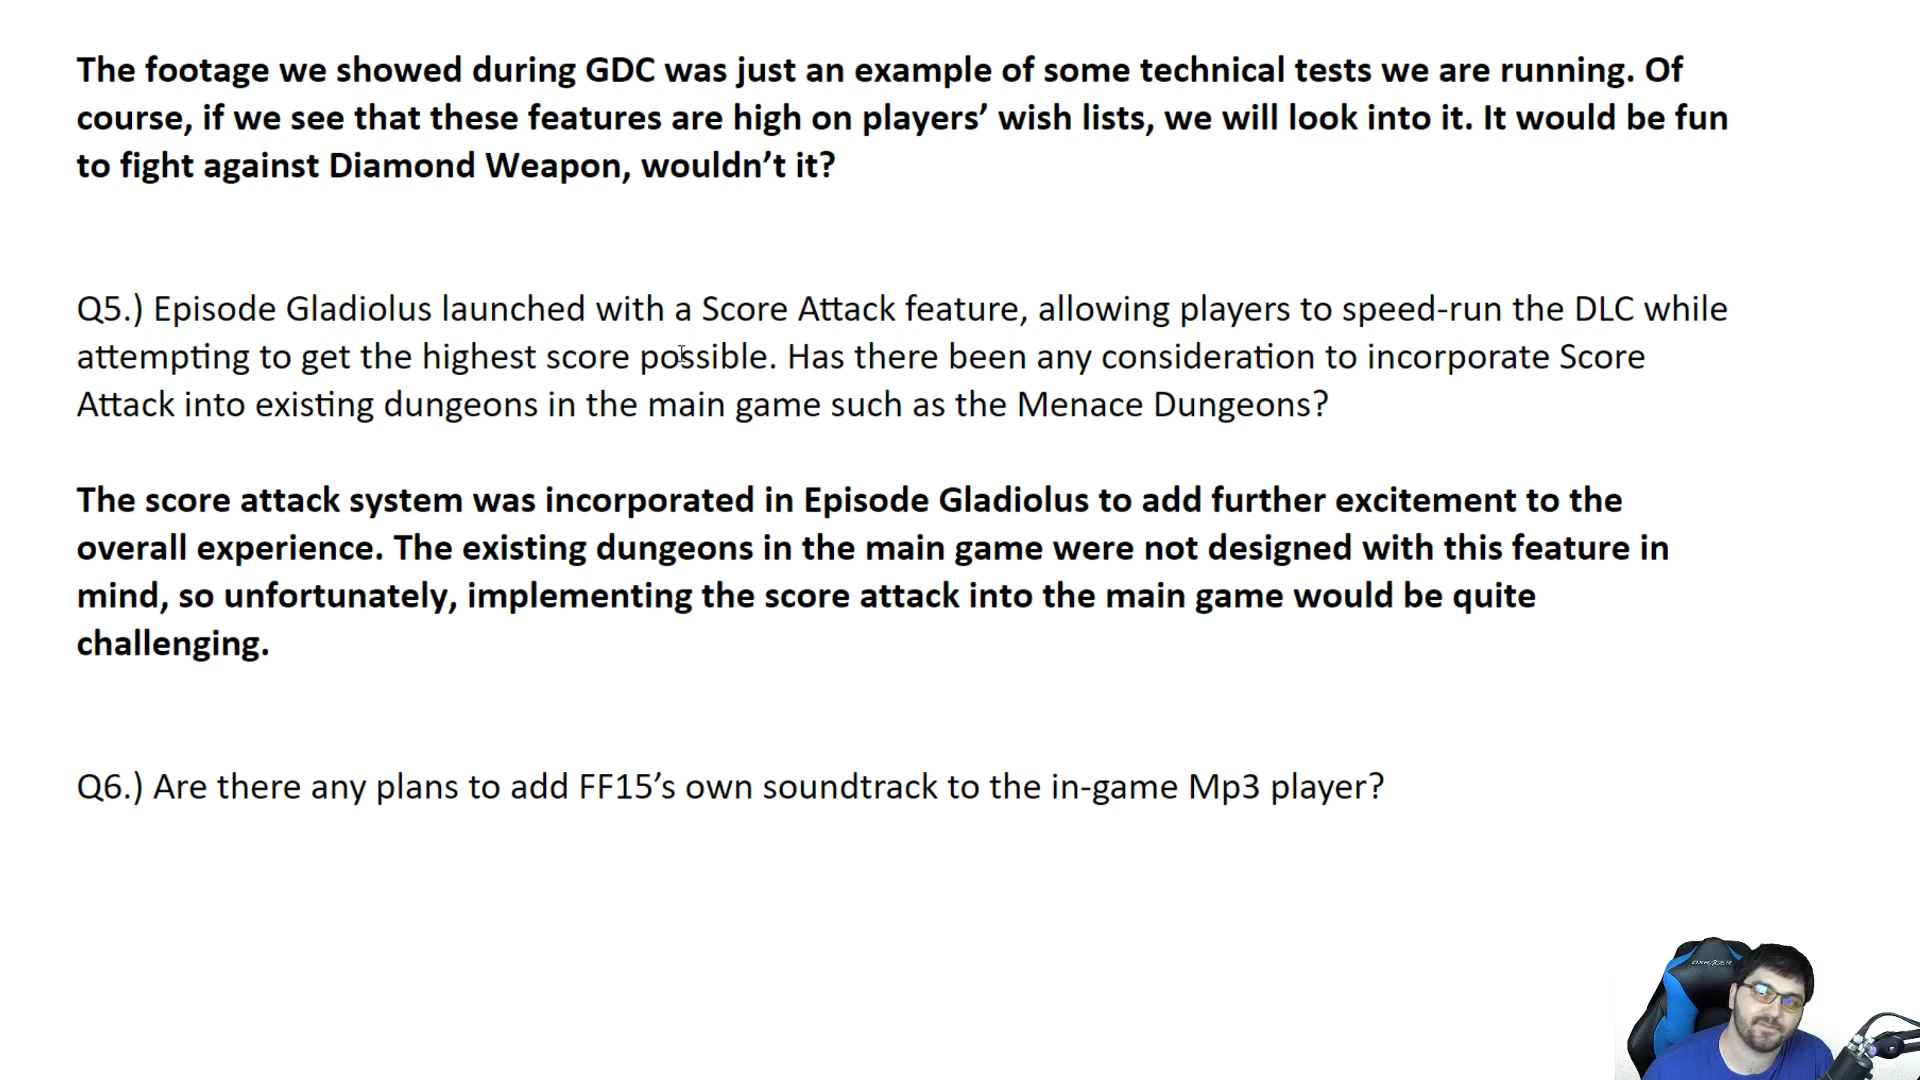 The footage we showed during GDC was just an example of some technical tests we are running. Of
course, if we see that these features are high on players’ wish lists, we will look into it. It would be fun
to fight against Diamond Weapon, wouldn’t it?
Q5.) Episode Gladiolus launched with a Score Attack feature, allowing players to speed-run the DLC while
attempting to get the highest score possible. Has there been any consideration to incorporate Score
Attack into existing dungeons in the main game such as the Menace Dungeons?
The score attack system was incorporated in Episode Gladiolus to add further excitement to the
overall experience. The existing dungeons in the main game were not designed with this feature in
mind, so unfortunately, implementing the score attack into the main game would be quite
challenging.
Q6.) Are there any plans to add FF15’s own soundtrack to the in-game Mp3 player?
DXRACER